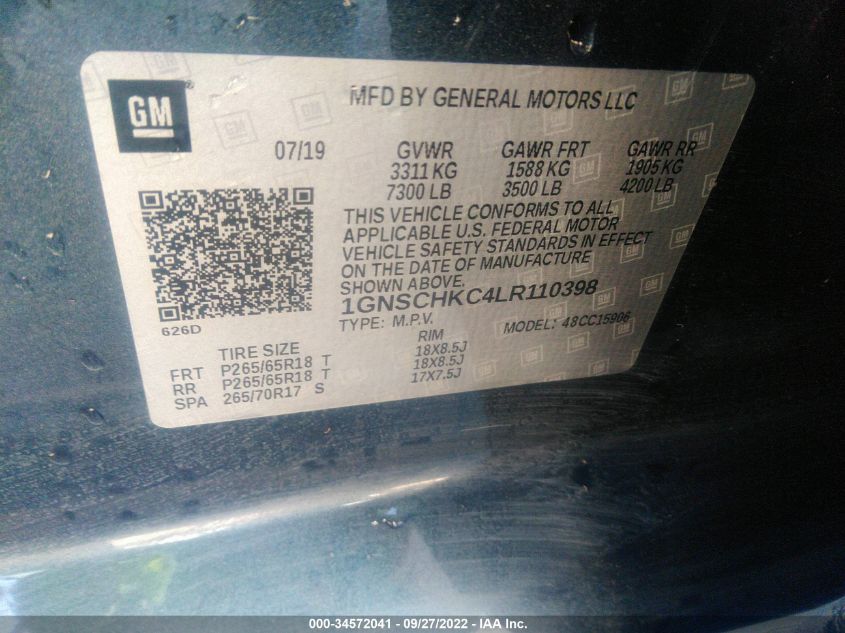 GM
MFD BY GENERAL MOTORS LLC
07/19 GVWR GAWR FRT GAWR RR
3311 KG 1588 KG 1905 KG
7300 LB 3500 LB 4200 LB
THIS VEHICLE CONFORMS TO ALL
APPLICABLE U.S. FEDERAL MOTOR
VEHICLE SAFETY STANDARDS IN EFFECT
ON THE DATE OF MANUFACTURE
SHOWN ABOVE.
1GNSCHKC4LR110398
626D
TYPE: M.P.V. MODEL: 48CC15906
TIRE SIZE RIM
FRT P265/65R18 T 18X8.5J
RR P265/65R18 T 18X8.5J
SPA 265/70R17 S 17X7.5J
000-34572041 - 09/27/2022 - IAA Inc.